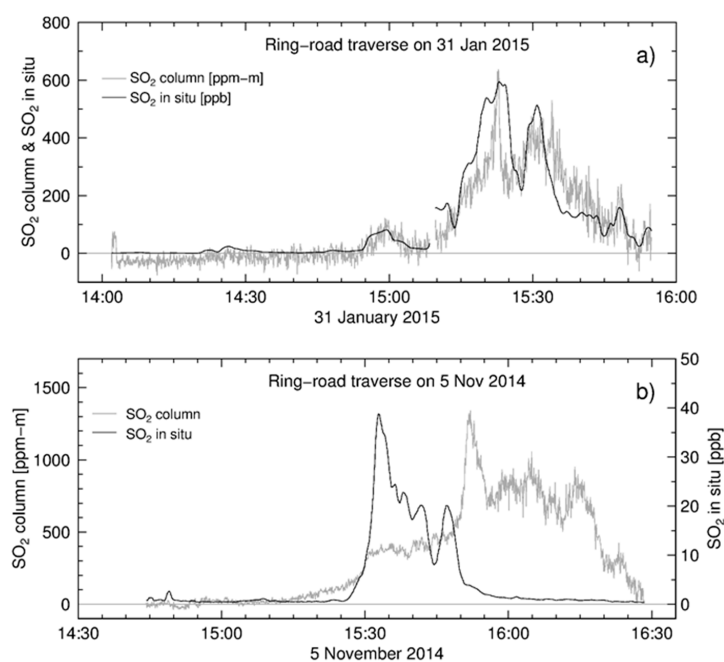 Ring−road traverse on 31 Jan 2015
a)
SO2 column [ppm−m]
SO2 in situ [ppb]
SO2 column & SO2 in situ
800
600
400
200
0
14:00 14:30 15:00 15:30 16:00
31 January 2015
Ring−road traverse on 5 Nov 2014
b)
SO2 column
SO2 in situ
SO2 column [ppm−m]
1500
1000
500
0
50
40
30
20
10
0
SO2 in situ [ppb]
14:30 15:00 15:30 16:00 16:30
5 November 2014